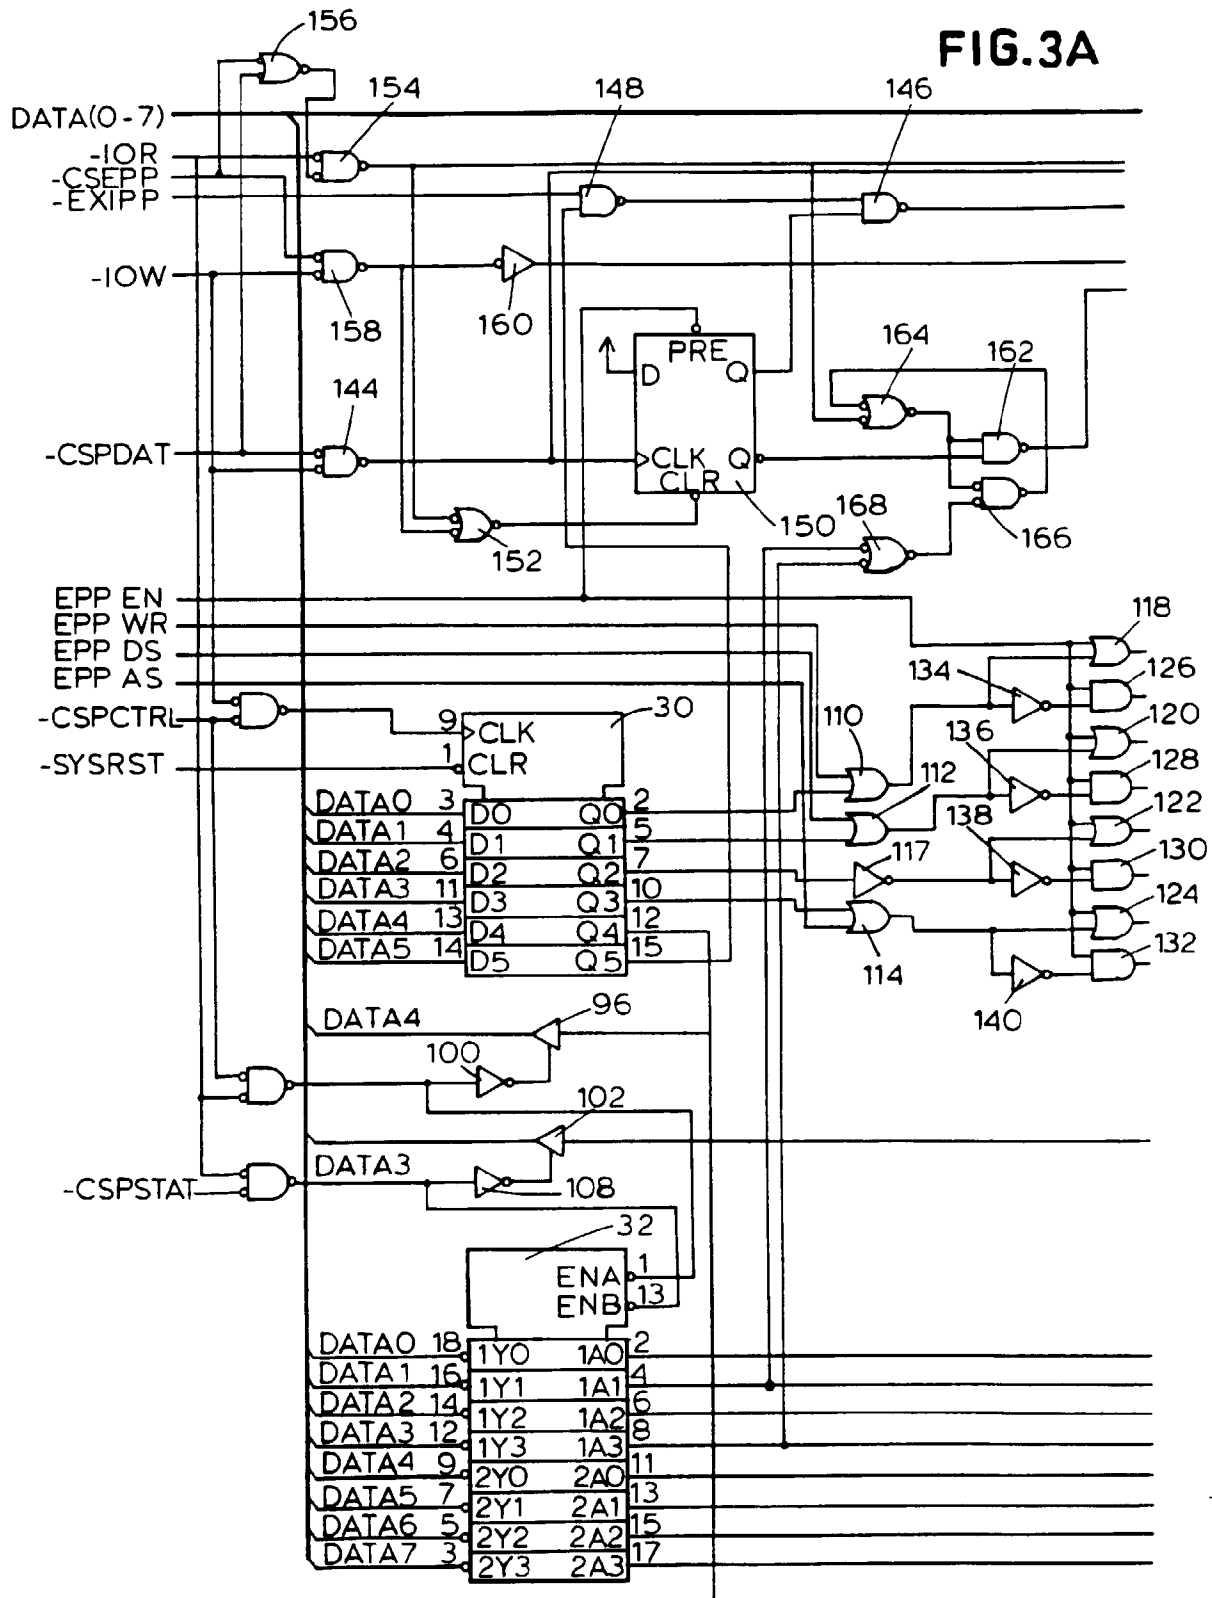 FIG.3A
156
154
148
146
DATA(0-7)
-IOR
-CSEPP
-EXIPP
-IOW
158
160
144
-CSPDAT
PRE
D
Q
CLK
Q
CLR
150
152
164
162
166
168
EPP EN
EPP WR
EPP DS
EPP AS
-CSPCTRL
-SYSRST
118
126
120
128
122
130
124
132
134
136
138
140
110
112
117
114
30
9 CLK
1 CLR
DATA0 3 D0 Q0 2
DATA1 4 D1 Q1 5
DATA2 6 D2 Q2 7
DATA3 11 D3 Q3 10
DATA4 13 D4 Q4 12
DATA5 14 D5 Q5 15
DATA4
96
100
102
DATA3
108
-CSPSTAT
32
ENA 1
ENB 13
DATA0 18 1Y0 1A0 2
DATA1 16 1Y1 1A1 4
DATA2 14 1Y2 1A2 6
DATA3 12 1Y3 1A3 8
DATA4 9 2Y0 2A0 11
DATA5 7 2Y1 2A1 13
DATA6 5 2Y2 2A2 15
DATA7 3 2Y3 2A3 17